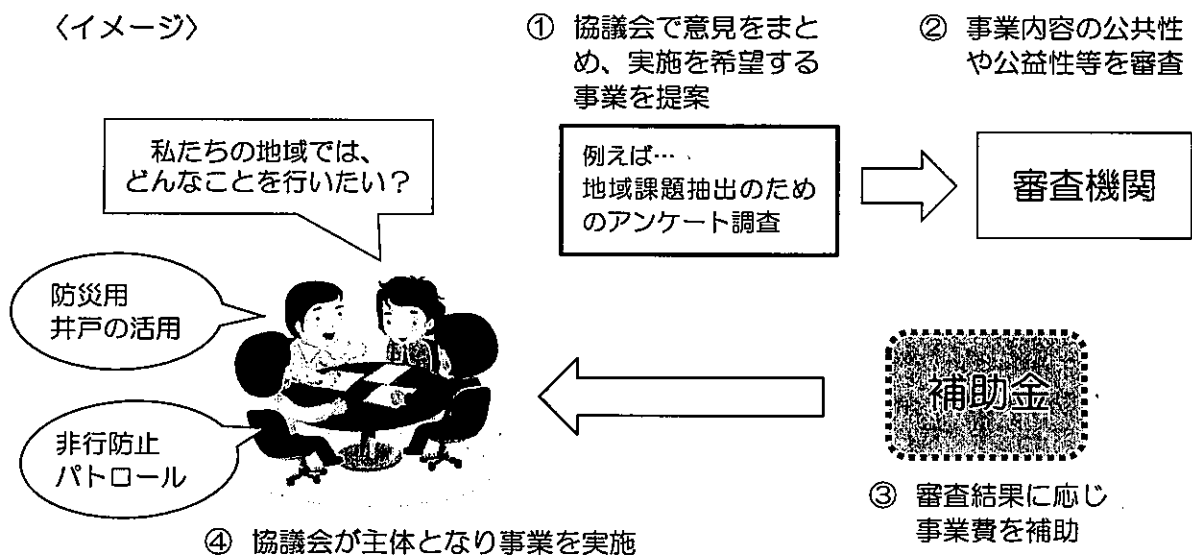 〈イメージ〉
① 協議会で意見をまと
め、実施を希望する
事業を提案
② 事業内容の公共性
や公益性等を審査
私たちの地域では、
どんなことを行いたい？
例えば…
地域課題抽出のため
のアンケート調査
審査機関
防災用
井戸の活用
非行防止
パトロール
補助金
③ 審査結果に応じ
事業費を補助
④ 協議会が主体となり事業を実施